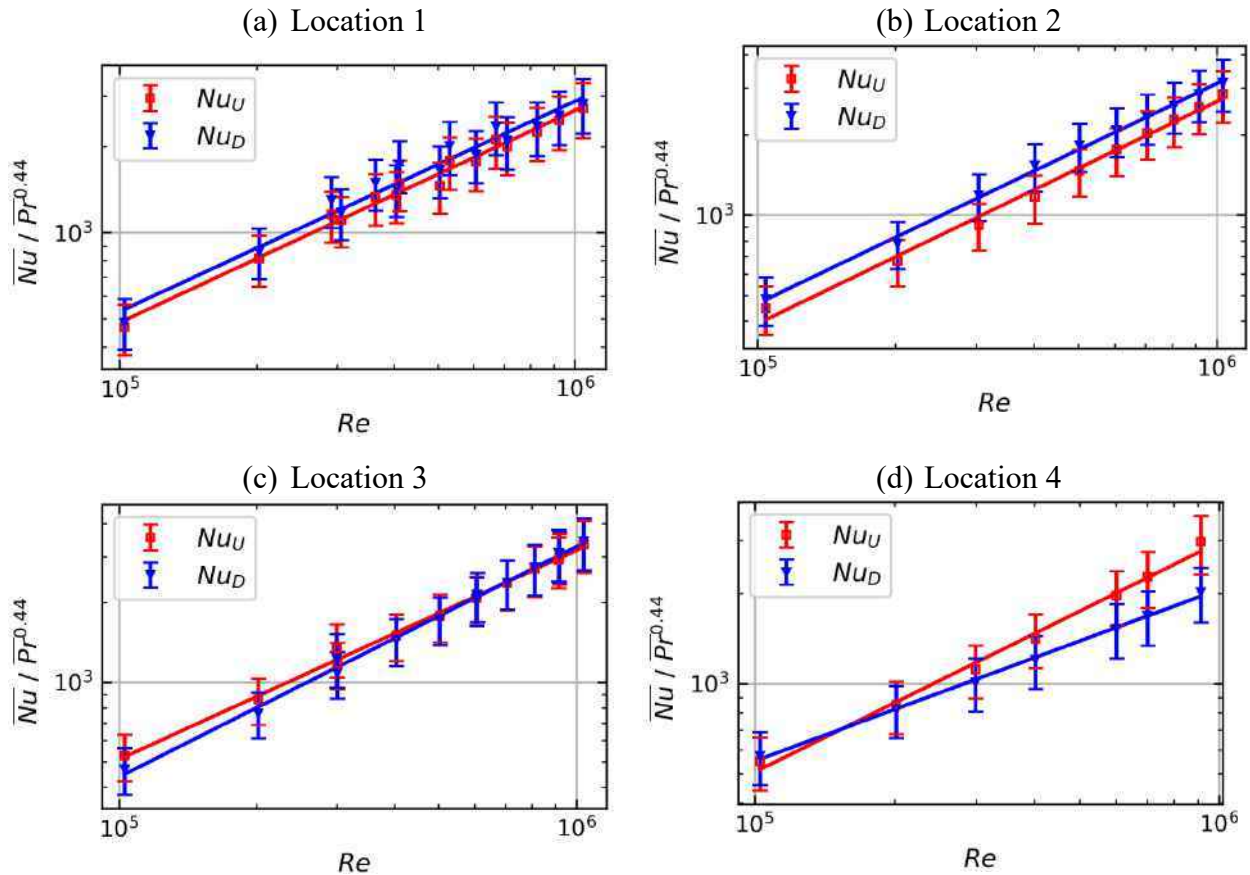 (a) Location 1
Nu_U
Nu_D
10^3
\overline{Nu} / \overline{Pr}^{0.44}
10^5
10^6
Re
(b) Location 2
Nu_U
Nu_D
10^3
\overline{Nu} / \overline{Pr}^{0.44}
10^5
10^6
Re
(c) Location 3
Nu_U
Nu_D
10^3
\overline{Nu} / \overline{Pr}^{0.44}
10^5
10^6
Re
(d) Location 4
Nu_U
Nu_D
10^3
\overline{Nu} / \overline{Pr}^{0.44}
10^5
10^6
Re